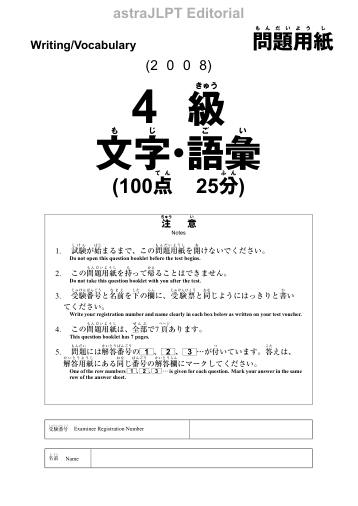 astraJLPT Editorial
もんだいようし
Writing/Vocabulary 問題用紙
(2008)
きゅう
4 級
もじ ごい
文字・語彙
てん ふん
(100点 25分)
ちゅう い
注 意
Notes
しけん はじ もんだいようし あ
1. 試験が始まるまで、この問題用紙を開けないでください。
Do not open this question booklet before the test begins.
もんだいようし も かえ
2. この問題用紙を持って帰ることはできません。
Do not take this question booklet with you after the test.
じゅけんばんごう なまえ した らん じゅけんひょう おな か
3. 受験番号と名前を下の欄に、受験票と同じようにはっきりと書い
てください。
Write your registration number and name clearly in each box below as written on your test voucher.
もんだいようし ぜんぶ ページ
4. この問題用紙は、全部で7頁あります。
This question booklet has 7 pages.
もんだい かいとうばんごう つ こた
5. 問題には解答番号の 1 、 2 、 3 …が付いています。答えは、
かいとうようし おな ばんごう かいとうらん
解答用紙にある同じ番号の解答欄にマークしてください。
One of the row numbers 1 , 2 , 3 … is given for each question. Mark your answer in the same
row of the answer sheet.
受験番号 Examinee Registration Number
名前 Name